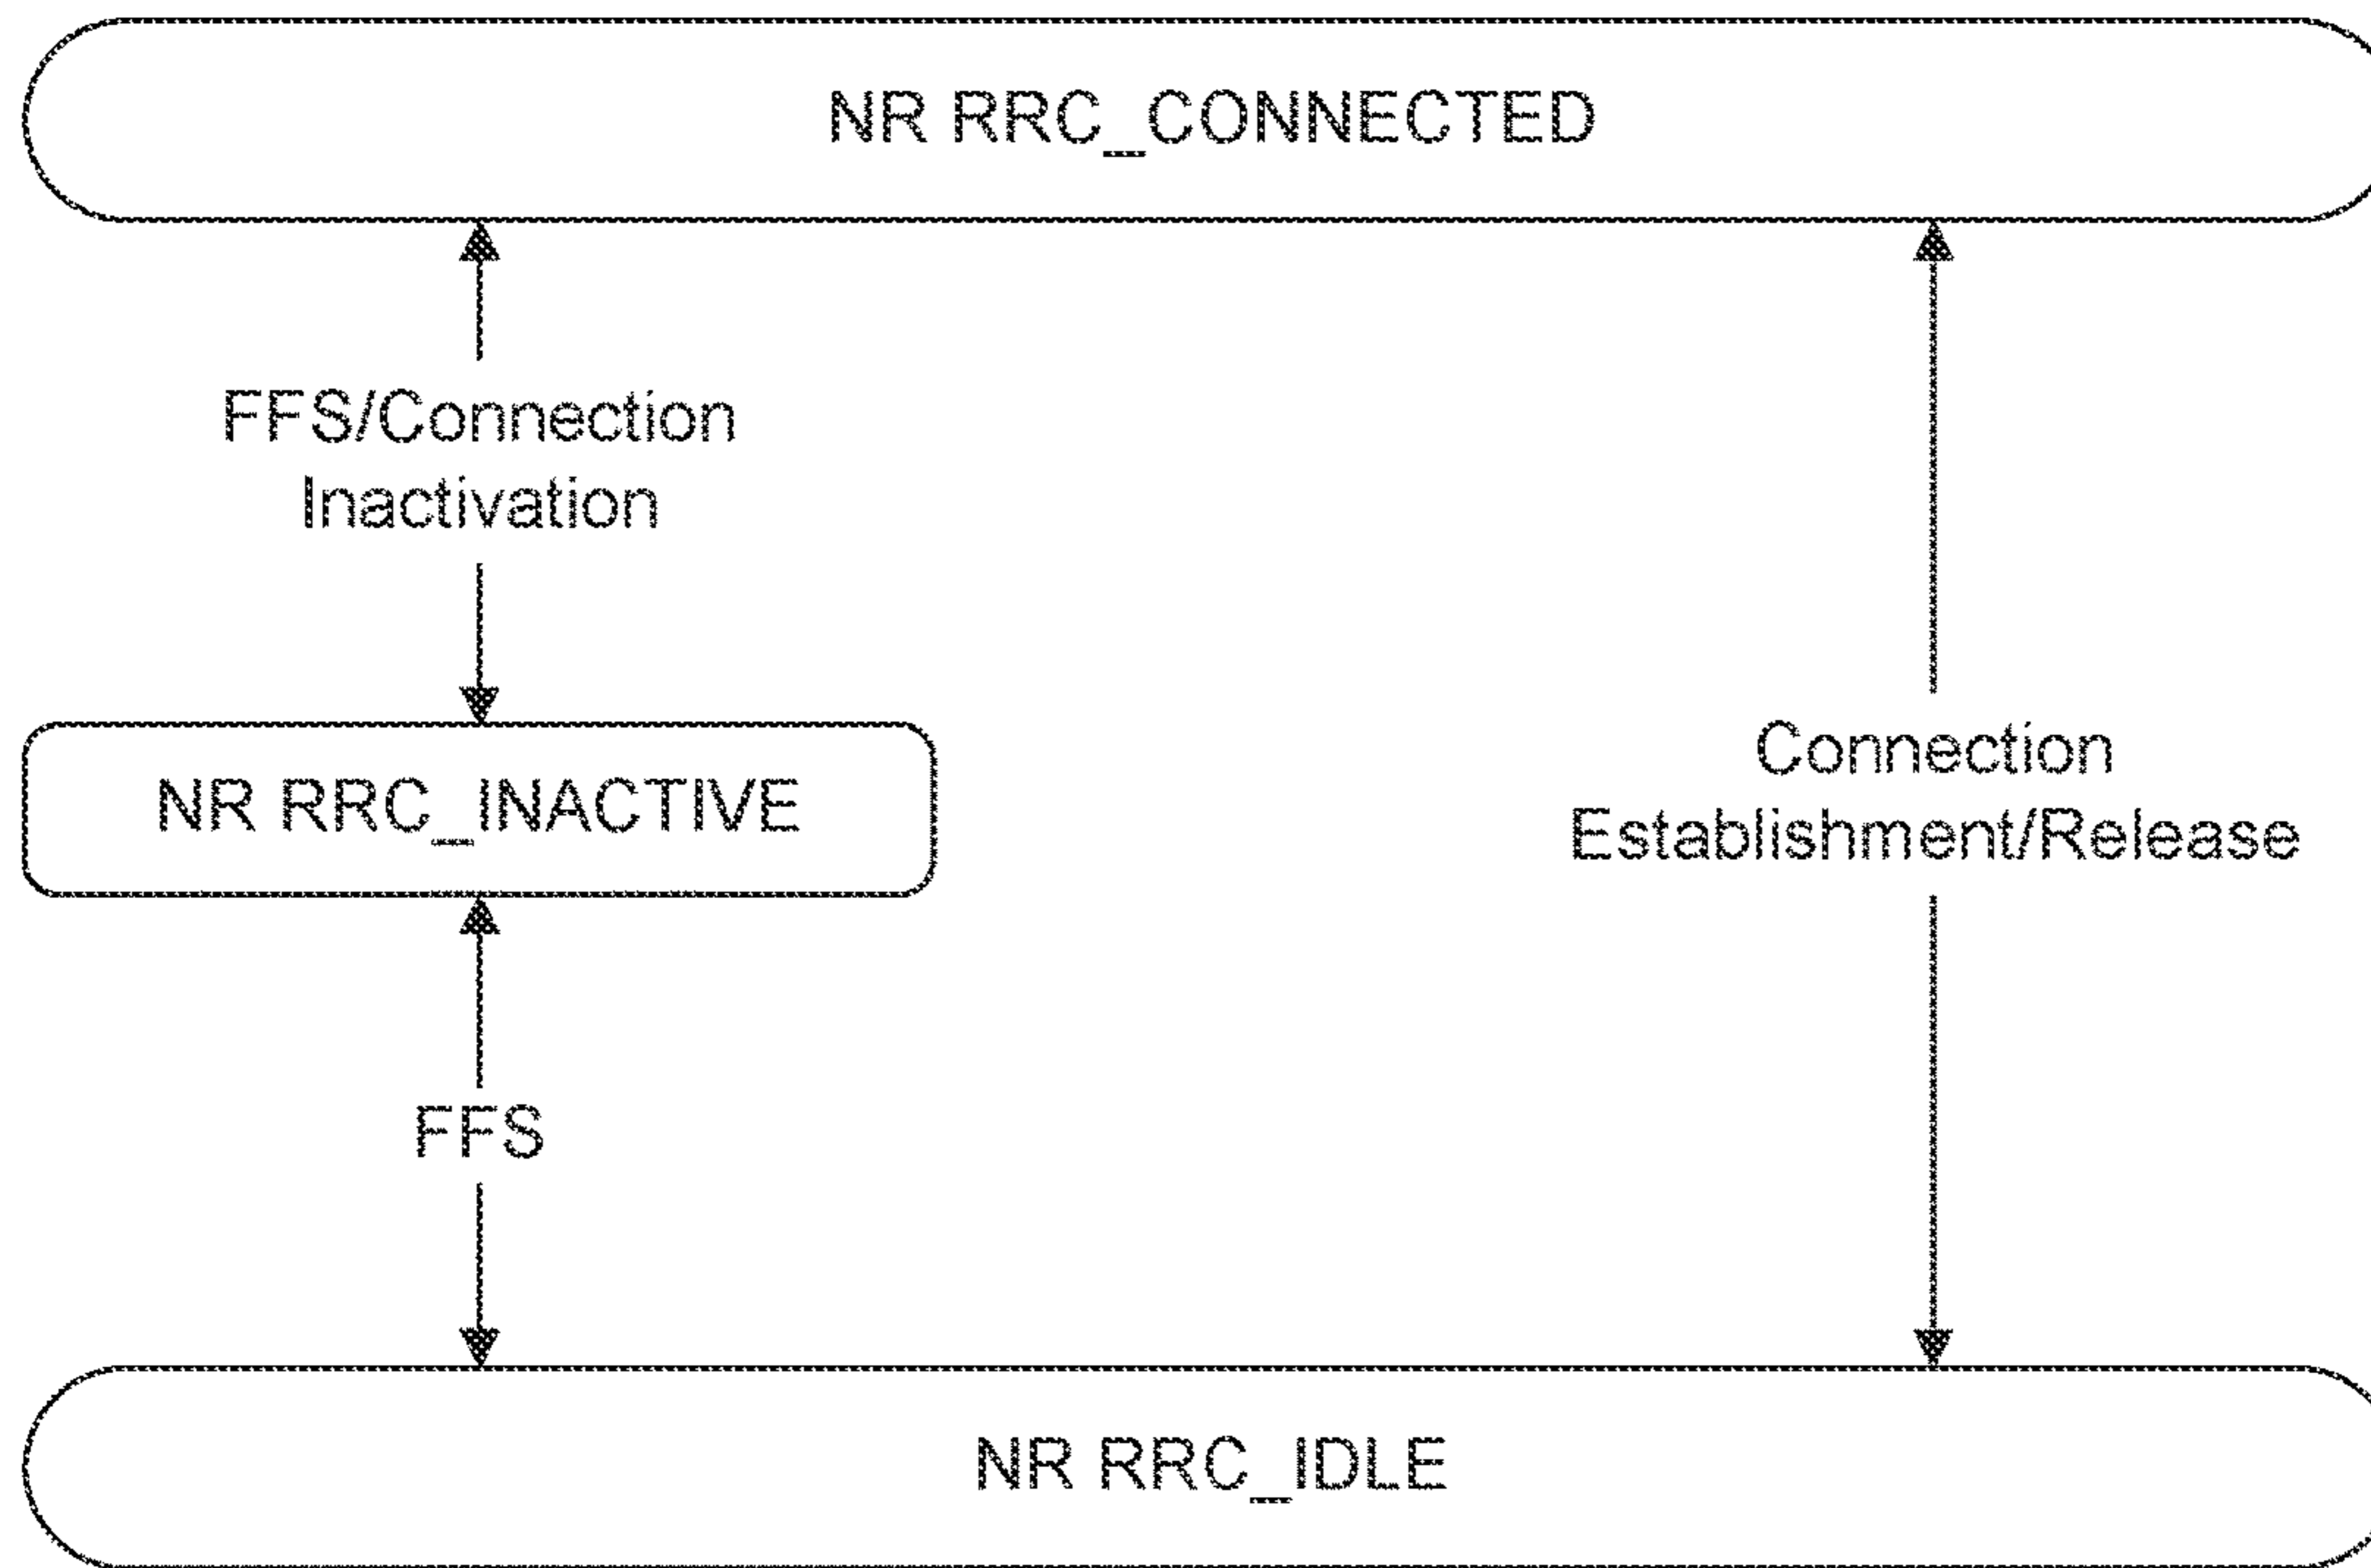 NR RRC_CONNECTED
FFS/Connection
Inactivation
NR RRC_INACTIVE
Connection
Establishment/Release
FFS
NR RRC_IDLE